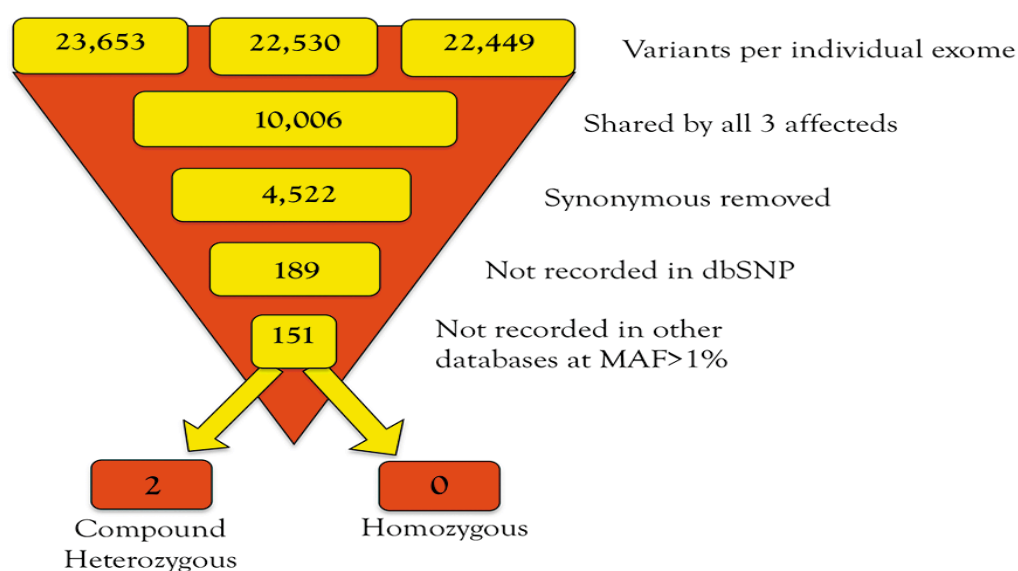 23,653 22,530 22,449 Variants per individual exome
10,006 Shared by all 3 affecteds
4,522 Synonymous removed
189 Not recorded in dbSNP
151 Not recorded in other
databases at MAF>1%
2 0
Compound Homozygous
Heterozygous